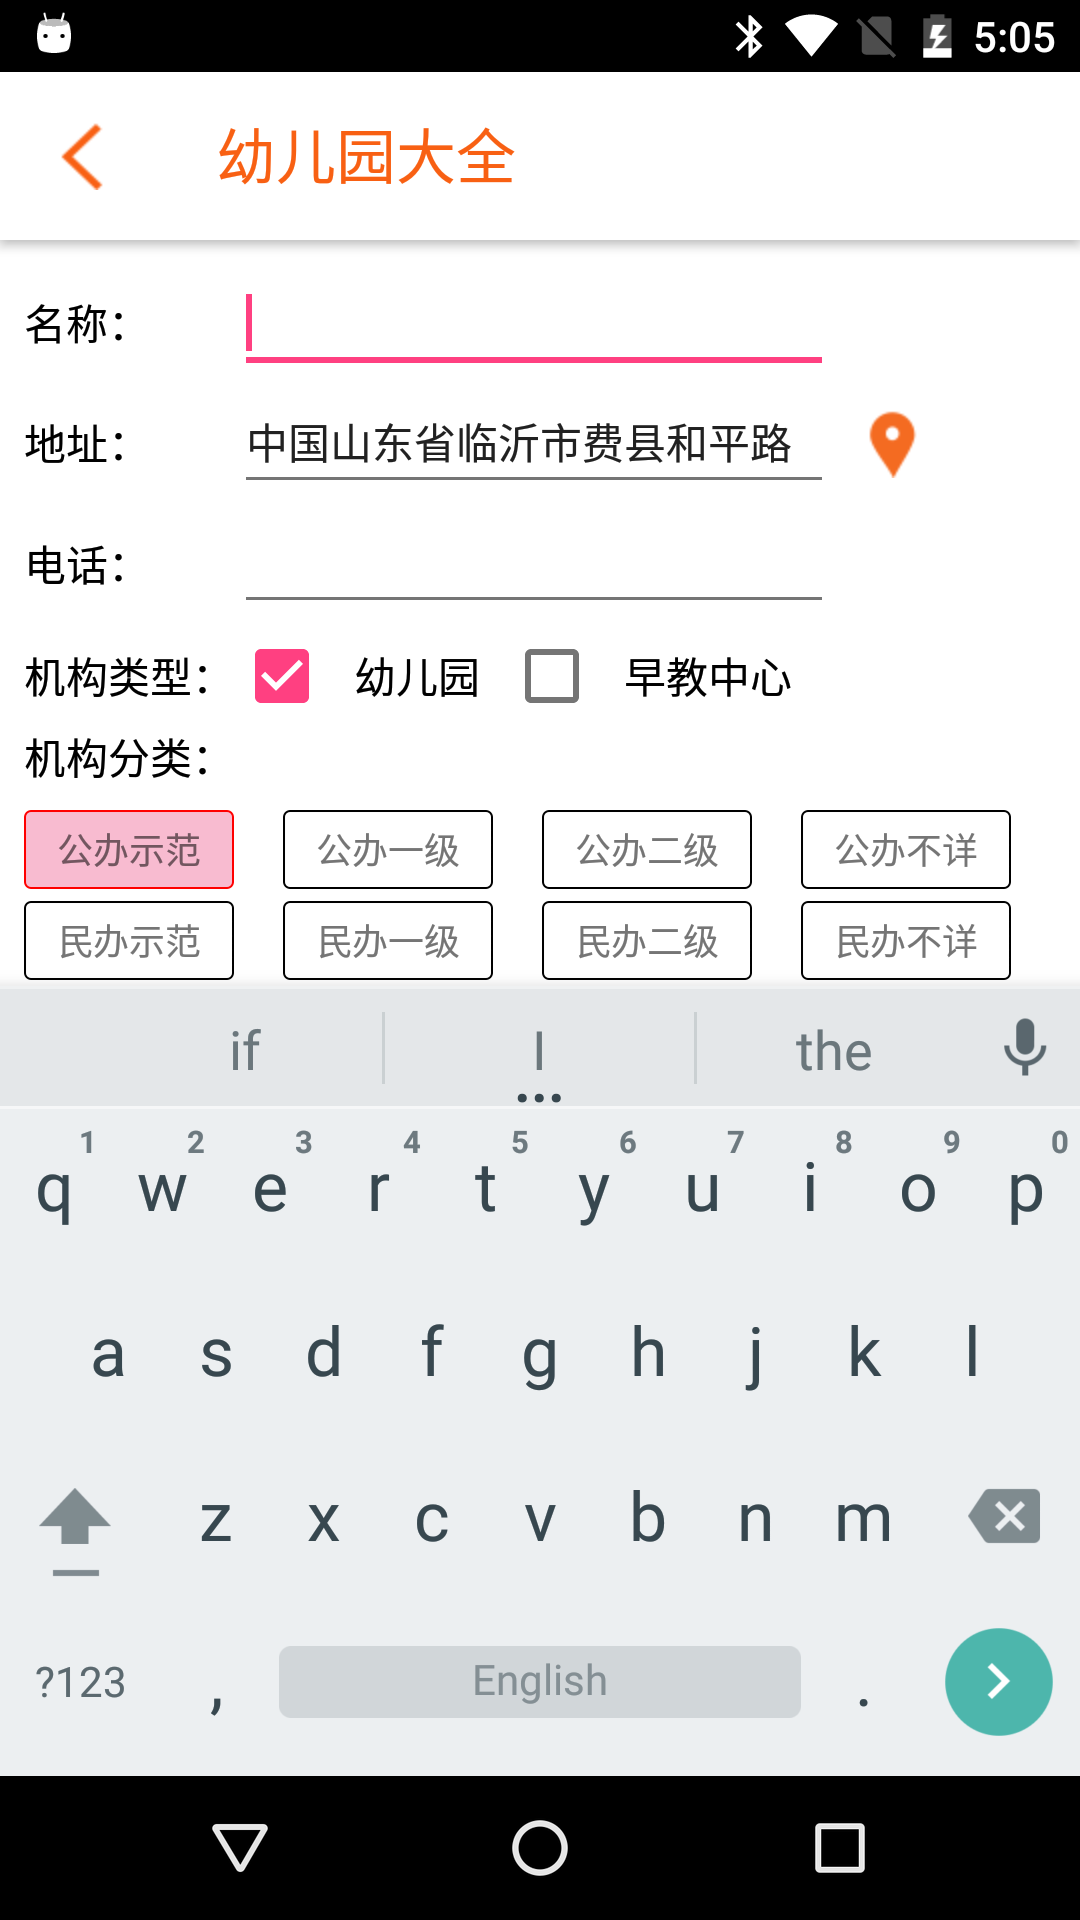 5:05
幼儿园大全
名称：
地址： 中国山东省临沂市费县和平路
电话：
机构类型： 幼儿园 早教中心
机构分类：
公办示范 公办一级 公办二级 公办不详
民办示范 民办一级 民办二级 民办不详
if I the
1 2 3 4 5 6 7 8 9 0
q w e r t y u i o p
a s d f g h j k l
z x c v b n m
?123 , English .